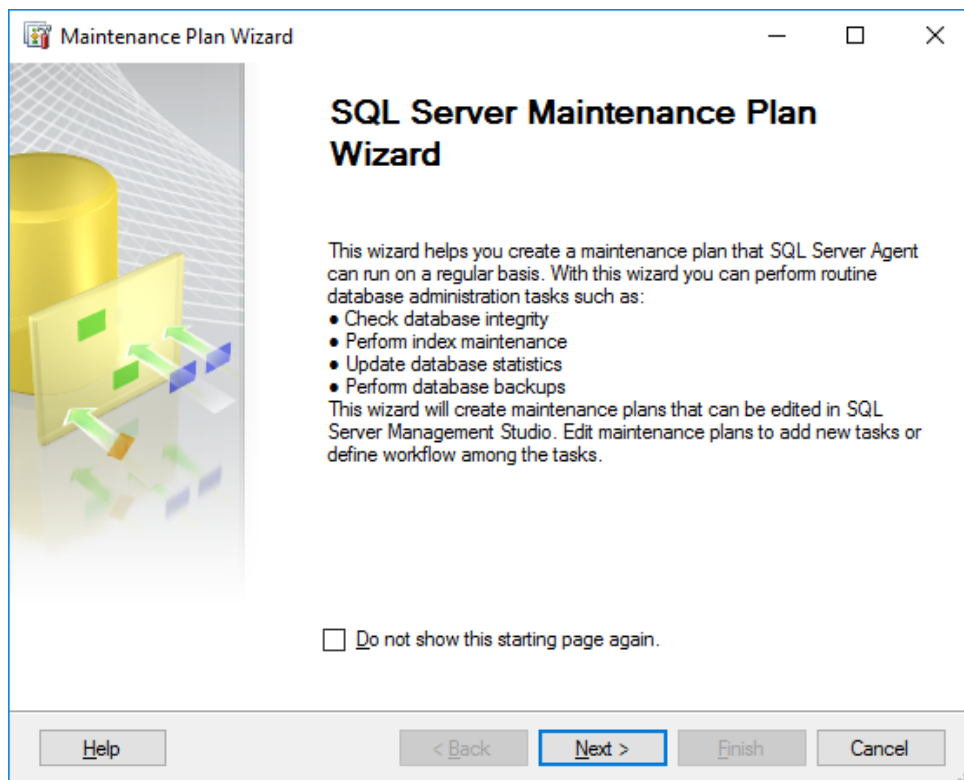 Maintenance Plan Wizard
SQL Server Maintenance Plan
Wizard
This wizard helps you create a maintenance plan that SQL Server Agent
can run on a regular basis. With this wizard you can perform routine
database administration tasks such as:
● Check database integrity
● Perform index maintenance
● Update database statistics
● Perform database backups
This wizard will create maintenance plans that can be edited in SQL
Server Management Studio. Edit maintenance plans to add new tasks or
define workflow among the tasks.
Do not show this starting page again.
Help < Back Next > Finish Cancel